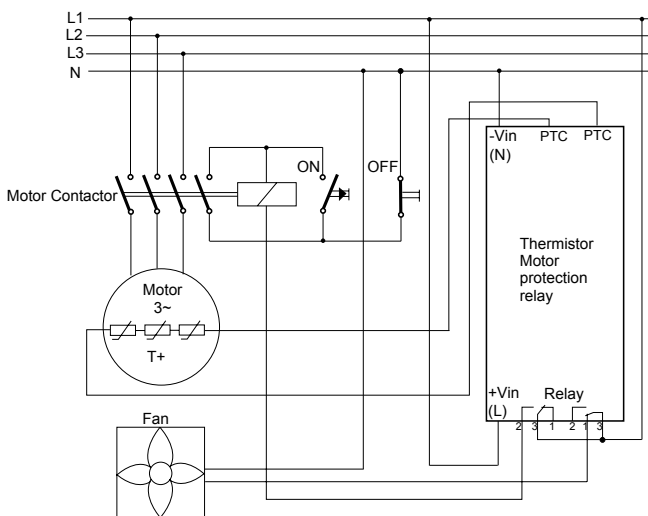 L1
L2
L3
N
-Vin
(N)
PTC
PTC
ON
OFF
Motor Contactor
Thermistor
Motor
protection
relay
Motor
3~
T+
+Vin
(L)
Relay
2 3 1 2 1 3
Fan